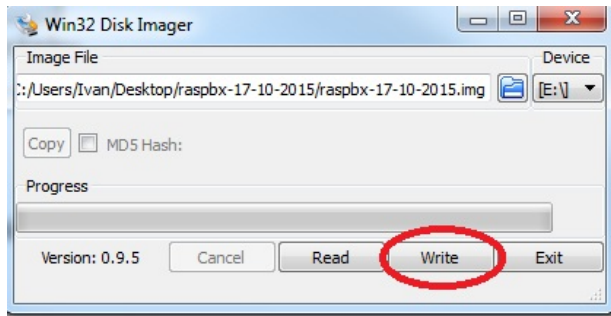 Win32 Disk Imager
Image File
Device
:/Users/Ivan/Desktop/raspbx-17-10-2015/raspbx-17-10-2015.img
[E:\]
Copy
MD5 Hash:
Progress
Version: 0.9.5
Cancel
Read
Write
Exit